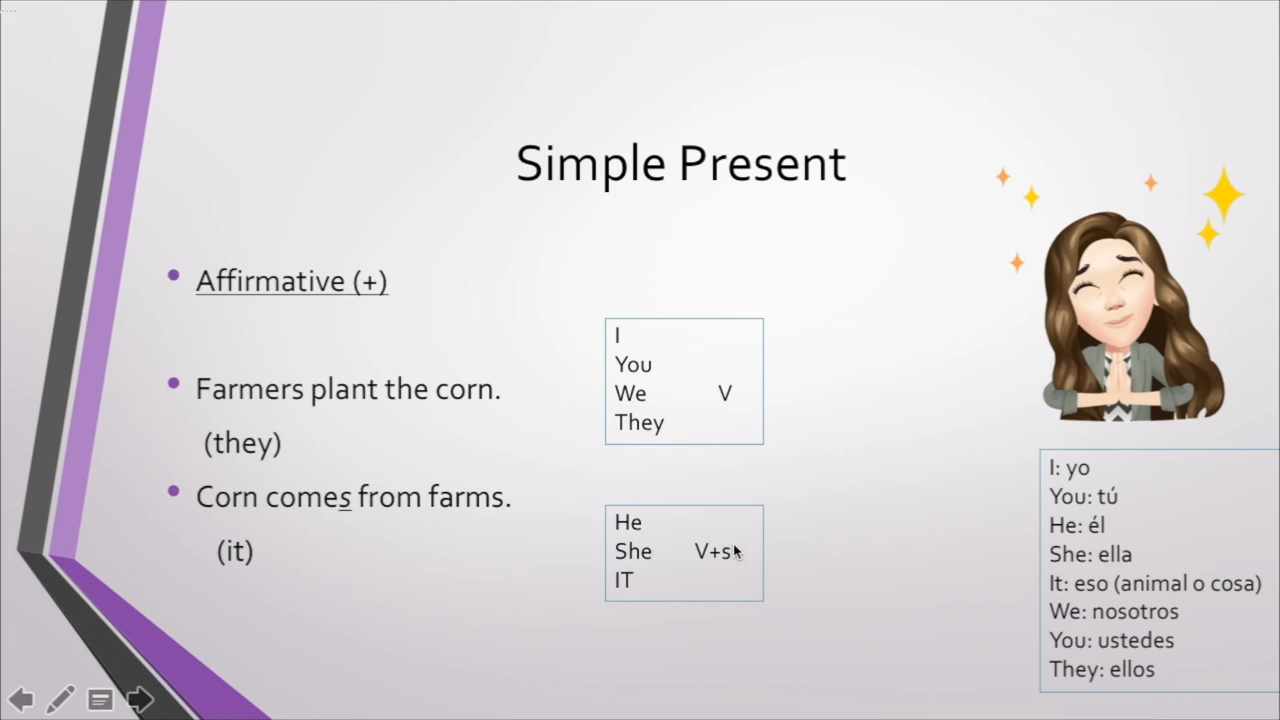 Simple Present
Affirmative (+)
Farmers plant the corn.
(they)
Corn comes from farms.
(it)
I
You
We V
They
He
She V+s
IT
I: yo
You: tú
He: él
She: ella
It: eso (animal o cosa)
We: nosotros
You: ustedes
They: ellos